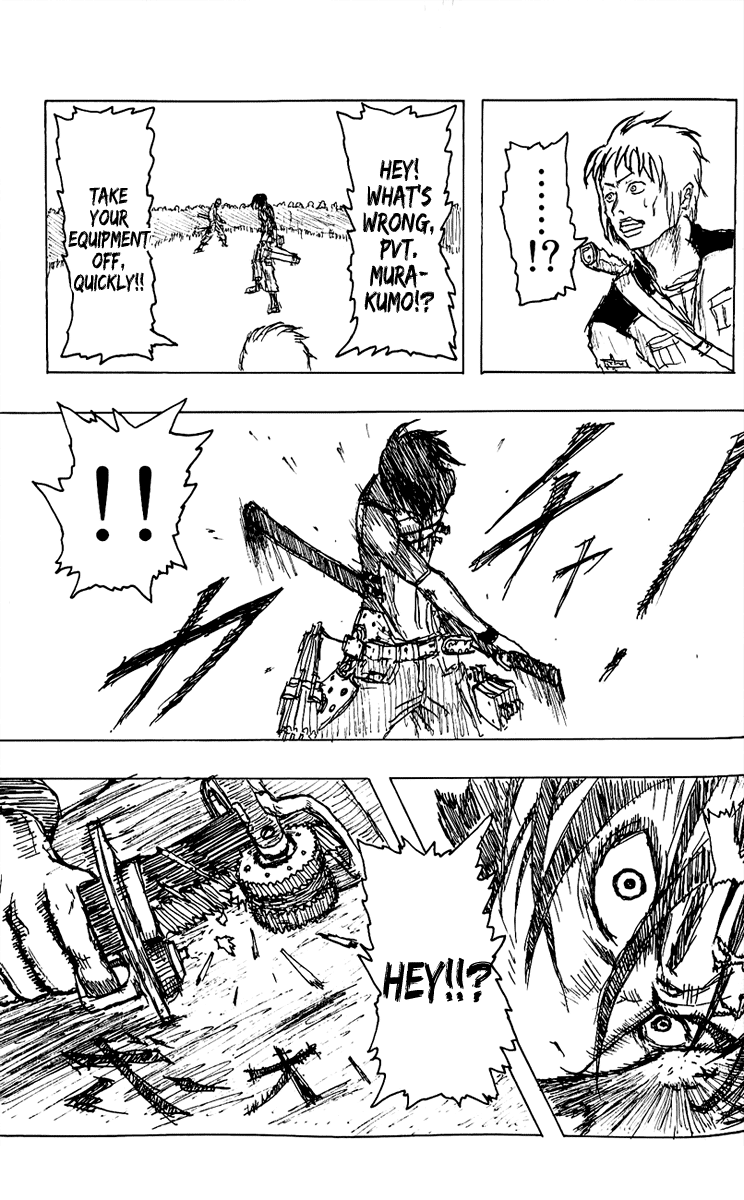 ......!?
HEY!
WHAT'S
WRONG,
PVT.
MURA-
KUMO!?
TAKE
YOUR
EQUIPMENT
OFF,
QUICKLY!!
!!
HEY!!?